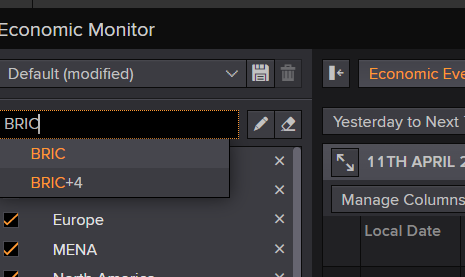 Economic Monitor
Default (modified)
Economic Eve
BRIC
Yesterday to Next
BRIC
BRIC+4
11TH APRIL 2
Manage Columns
Europe
Local Date
MENA
North America